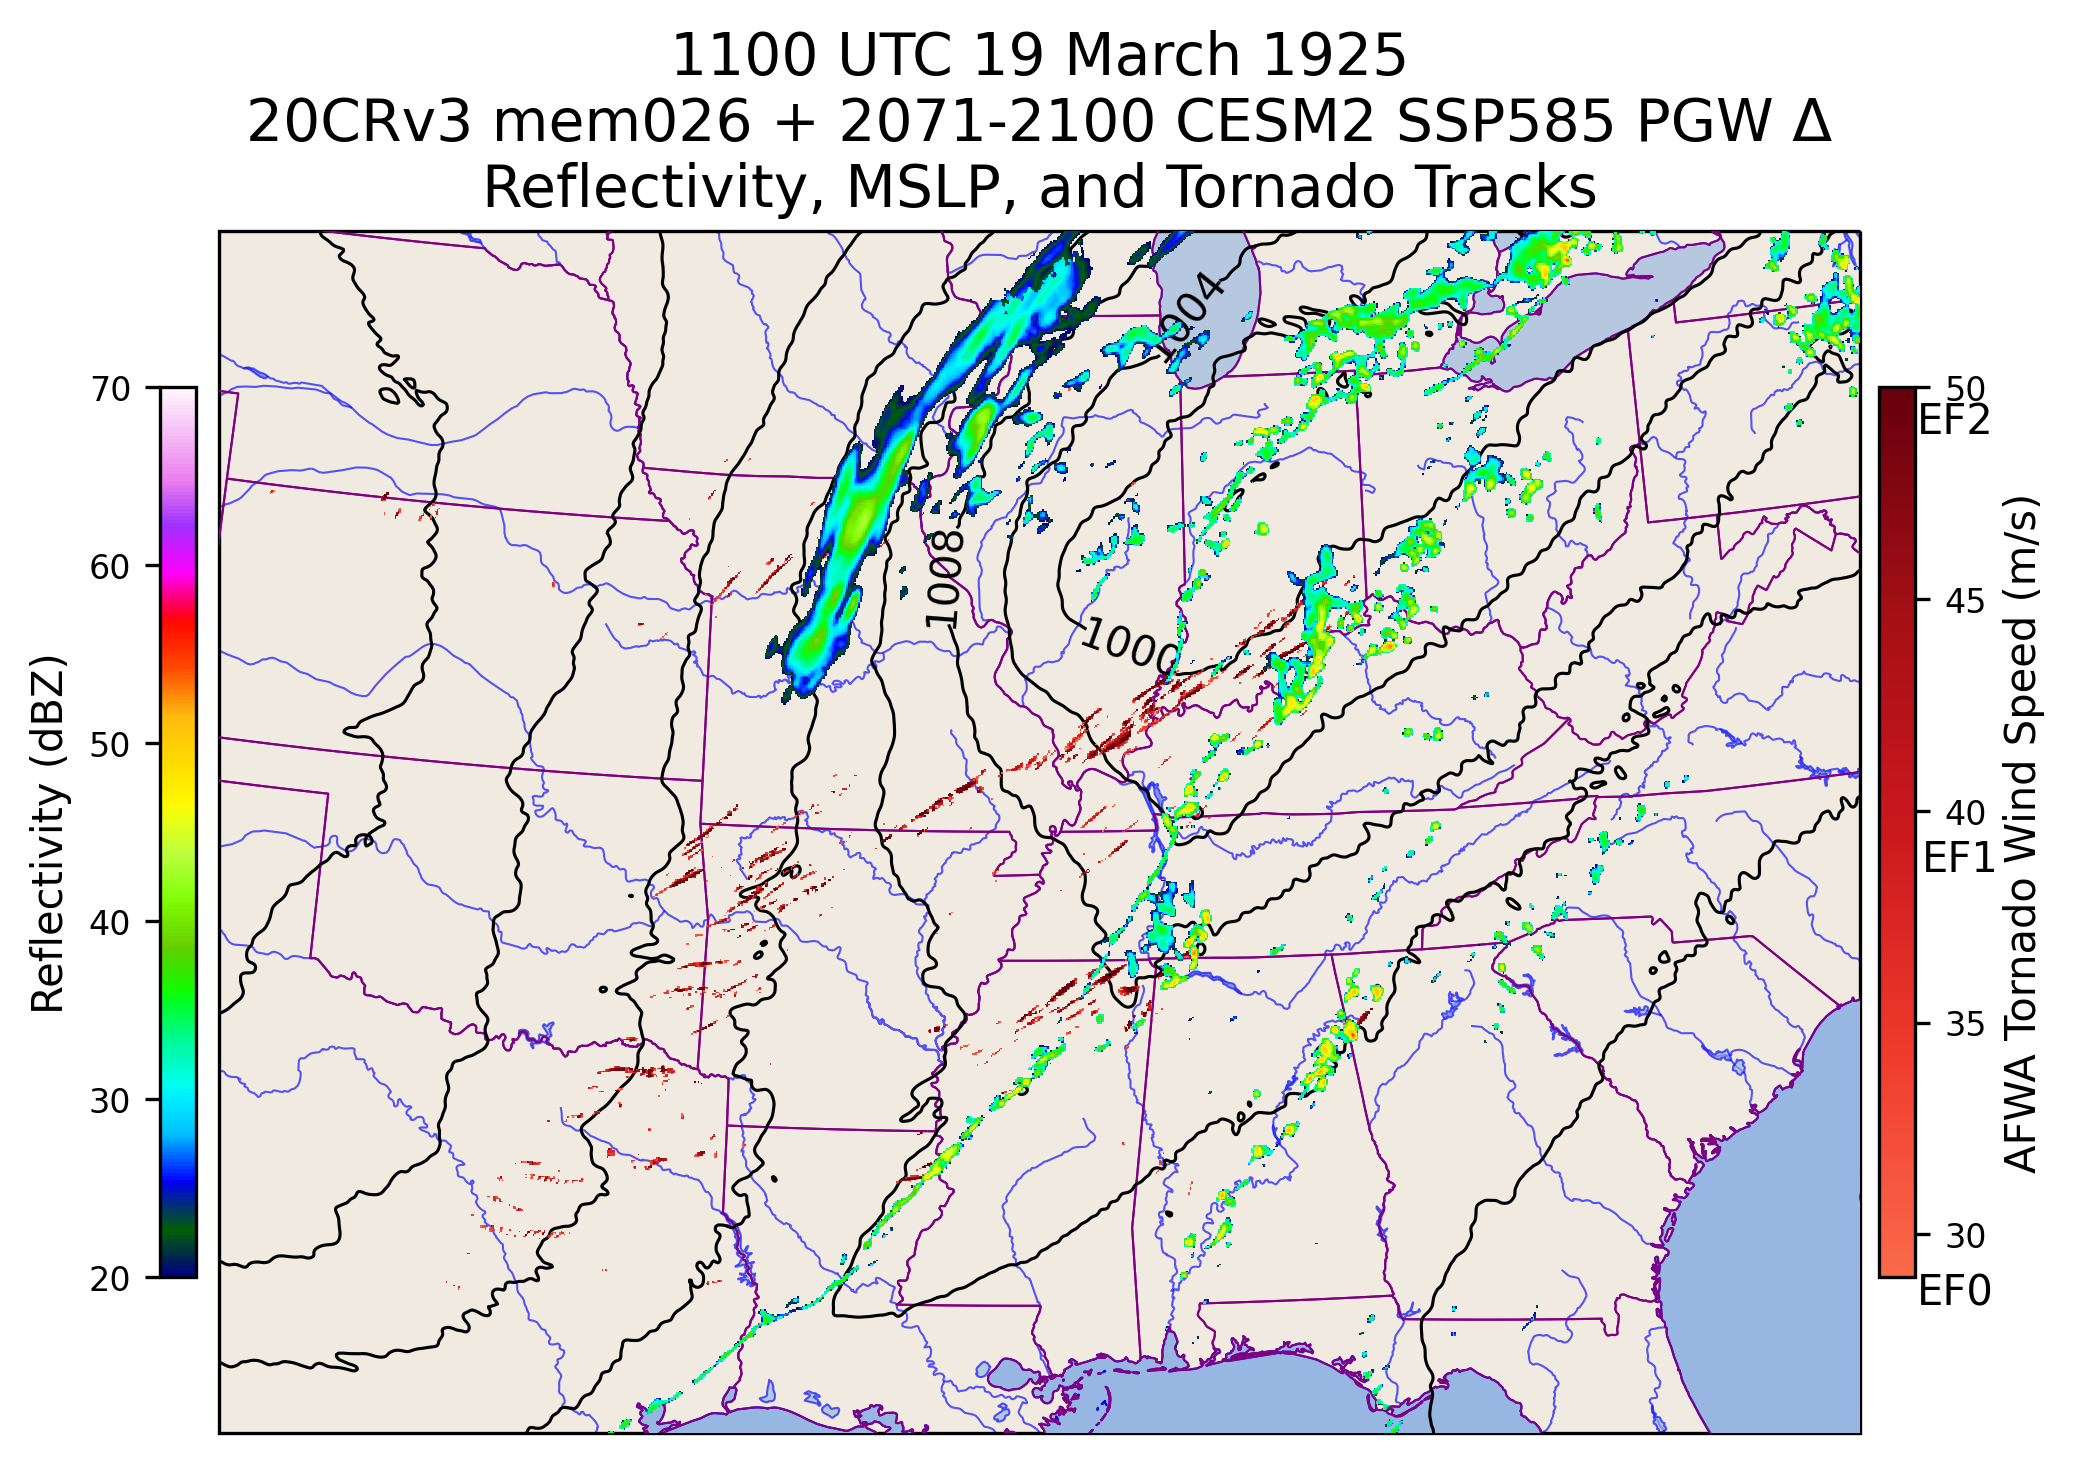 1100 UTC 19 March 1925
20CRv3 mem026 + 2071-2100 CESM2 SSP585 PGW Δ
Reflectivity, MSLP, and Tornado Tracks
70
60
50
40
30
20
Reflectivity (dBZ)
1004
1008
1000
50
EF2
45
40
EF1
35
30
EF0
AFWA Tornado Wind Speed (m/s)